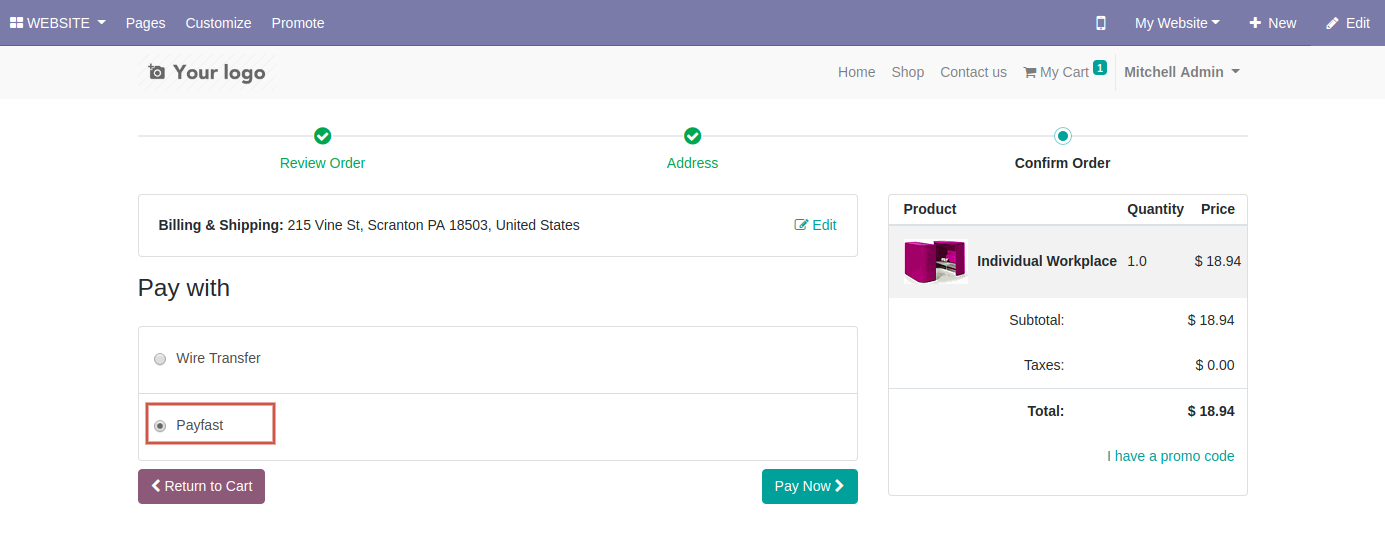 WEBSITE Pages Customize Promote My Website New Edit
Your logo Home Shop Contact us My Cart 1 Mitchell Admin
Review Order Address Confirm Order
Billing & Shipping: 215 Vine St, Scranton PA 18503, United States Edit
Pay with
Wire Transfer
Payfast
Return to Cart Pay Now
Product Quantity Price
Individual Workplace 1.0 $ 18.94
Subtotal: $ 18.94
Taxes: $ 0.00
Total: $ 18.94
I have a promo code